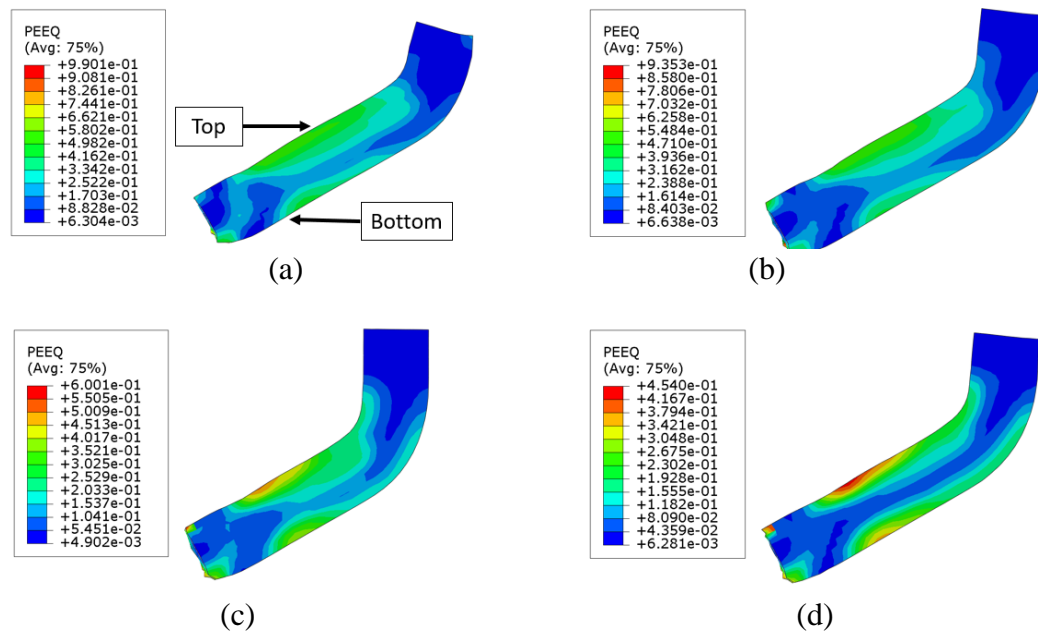 PEEQ
(Avg: 75%)
+9.901e-01
+9.081e-01
+8.261e-01
+7.441e-01
+6.621e-01
+5.802e-01
+4.982e-01
+4.162e-01
+3.342e-01
+2.522e-01
+1.703e-01
+8.828e-02
+6.304e-03
Top
Bottom
(a)
PEEQ
(Avg: 75%)
+9.353e-01
+8.580e-01
+7.806e-01
+7.032e-01
+6.258e-01
+5.484e-01
+4.710e-01
+3.936e-01
+3.162e-01
+2.388e-01
+1.614e-01
+8.403e-02
+6.638e-03
(b)
PEEQ
(Avg: 75%)
+6.001e-01
+5.505e-01
+5.009e-01
+4.513e-01
+4.017e-01
+3.521e-01
+3.025e-01
+2.529e-01
+2.033e-01
+1.537e-01
+1.041e-01
+5.451e-02
+4.902e-03
(c)
PEEQ
(Avg: 75%)
+4.540e-01
+4.167e-01
+3.794e-01
+3.421e-01
+3.048e-01
+2.675e-01
+2.302e-01
+1.928e-01
+1.555e-01
+1.182e-01
+8.090e-02
+4.359e-02
+6.281e-03
(d)